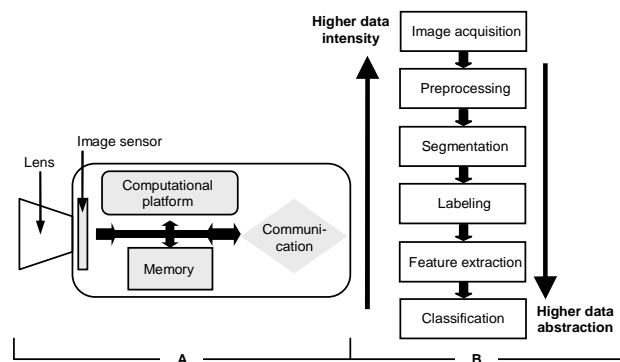 Image sensor
Lens
Computational
platform
Communi-
cation
Memory
A
Higher data
intensity
Image acquisition
Preprocessing
Segmentation
Labeling
Feature extraction
Classification
Higher data
abstraction
B